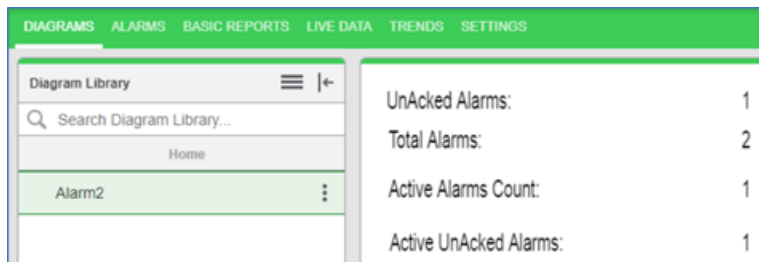 DIAGRAMS ALARMS BASIC REPORTS LIVE DATA TRENDS SETTINGS
Diagram Library
Search Diagram Library...
Home
Alarm2
UnAcked Alarms: 1
Total Alarms: 2
Active Alarms Count: 1
Active UnAcked Alarms: 1